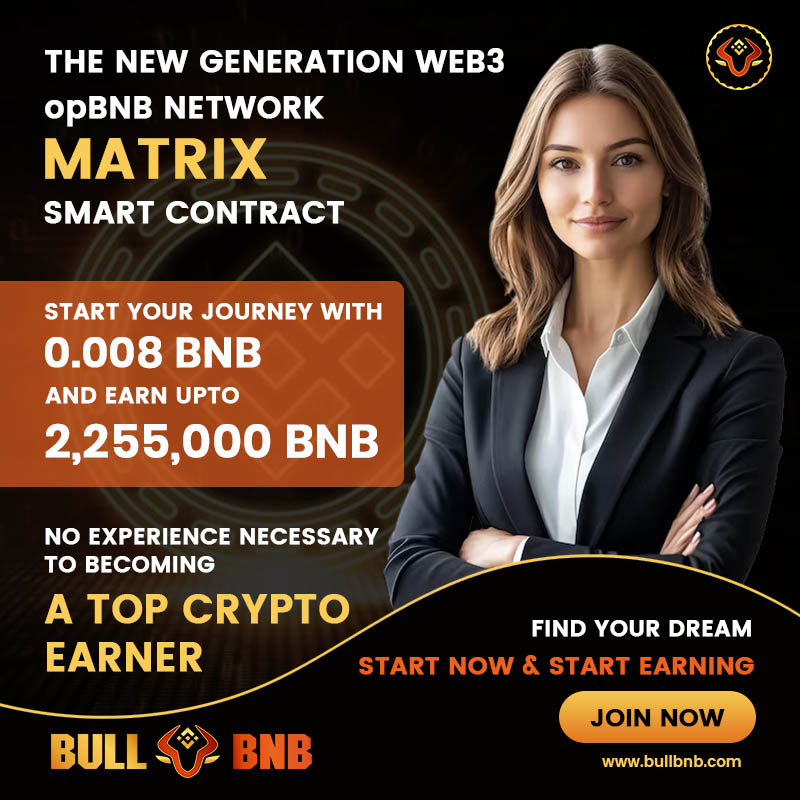 THE NEW GENERATION WEB3
opBNB NETWORK
MATRIX
SMART CONTRACT
START YOUR JOURNEY WITH
0.008 BNB
AND EARN UPTO
2,255,000 BNB
NO EXPERIENCE NECESSARY
TO BECOMING
A TOP CRYPTO
EARNER
FIND YOUR DREAM
START NOW & START EARNING
JOIN NOW
BULL BNB
www.bullbnb.com